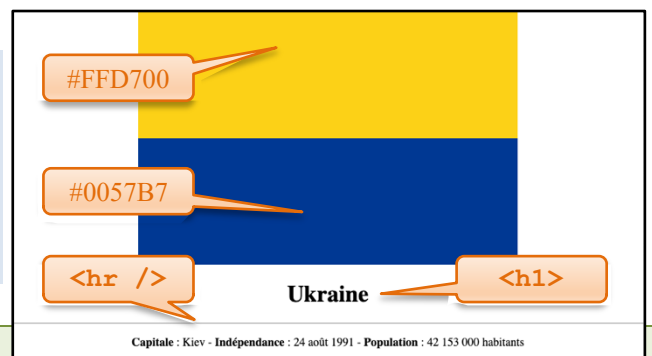 #FFD700
#0057B7
<hr />
Ukraine
<h1>
Capitale : Kiev - Indépendance : 24 août 1991 - Population : 42 153 000 habitants